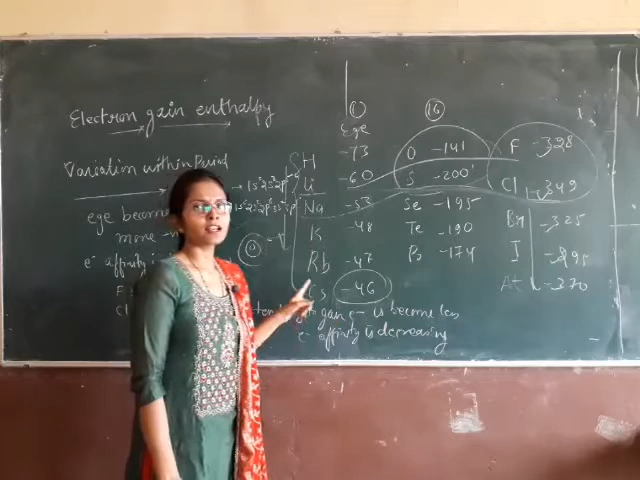 Electron gain enthalpy
Variation within Period
1s²2s²2p
ege
more -
e⁻ affinity
F
Cl
① 16
Ege
H -73 O -141 F -328
Li -60 S -200 Cl -349
Na -53 Se -195 Br -325
K -48 Te -190 I -295
Rb -47 Po -174 At -270
Cs -46
gain e⁻ is become less
e⁻ affinity is decreasing